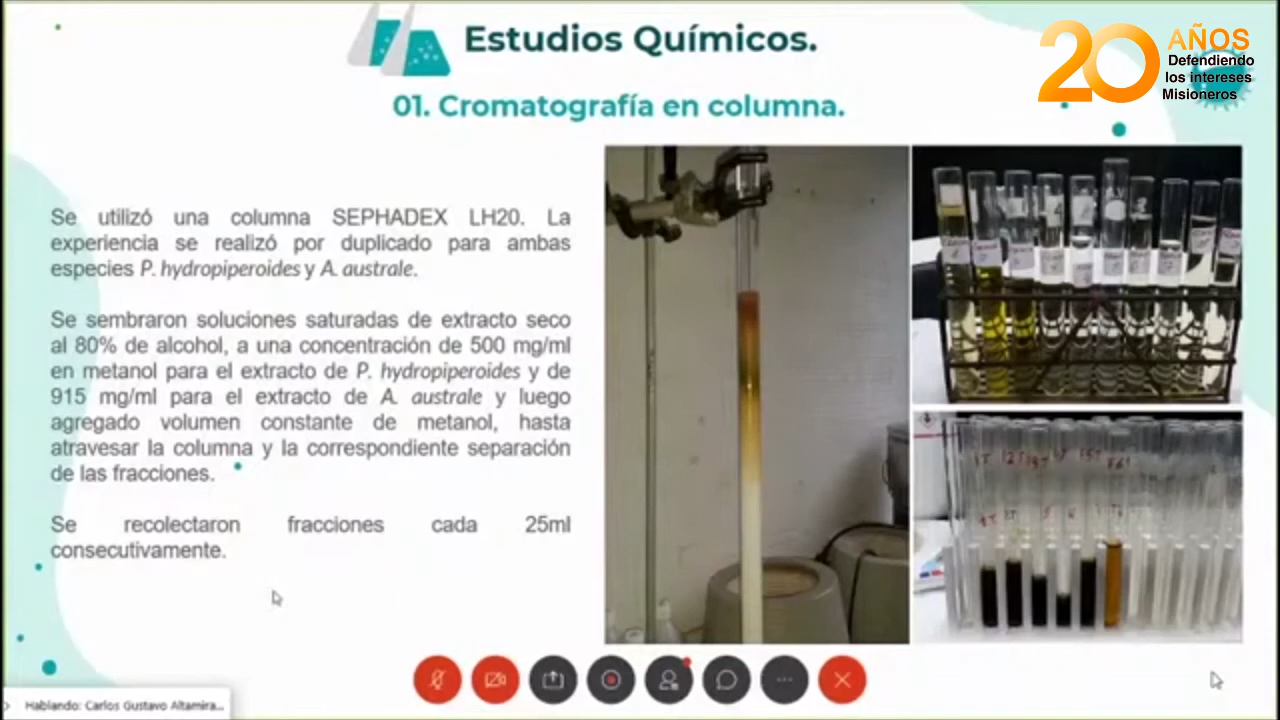 Estudios Químicos.
20 AÑOS
Defendiendo
los intereses
Misioneros
01. Cromatografía en columna.
Se utilizó una columna SEPHADEX LH20. La
experiencia se realizó por duplicado para ambas
especies P. hydropiperoides y A. australe.
Se sembraron soluciones saturadas de extracto seco
al 80% de alcohol, a una concentración de 500 mg/ml
en metanol para el extracto de P. hydropiperoides y de
915 mg/ml para el extracto de A. australe y luego
agregado volumen constante de metanol, hasta
atravesar la columna y la correspondiente separación
de las fracciones.
Se recolectaron fracciones cada 25ml
consecutivamente.
Hablando: Carlos Gustavo Altamira...